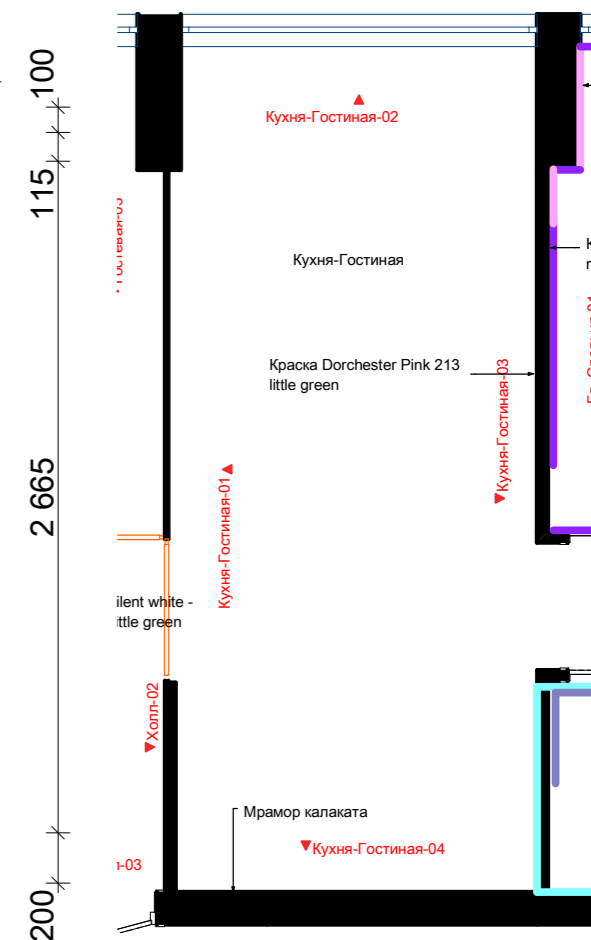 100
Кухня-Гостиная-02
115
Кухня-Гостиная
Краска Dorchester Pink 213
little green
Кухня-Гостиная-03
2 665
Кухня-Гостиная-01
ilent white -
ittle green
Холл-02
Мрамор калаката
Кухня-Гостиная-04
-03
200